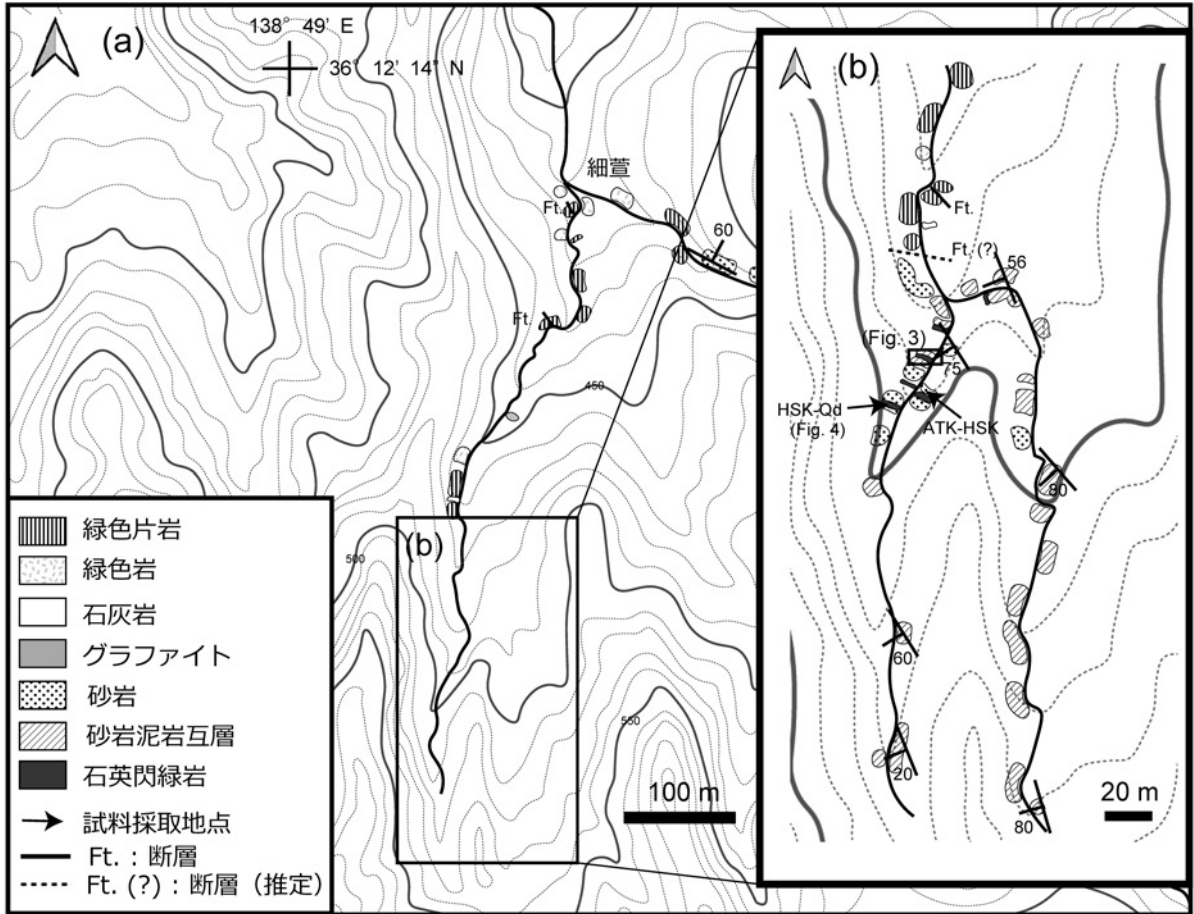 (a)
138° 49' E
36° 12' 14" N
細萱
Ft.
60
Ft.
450
500
(b)
550
100 m
緑色片岩
緑色岩
石灰岩
グラファイト
砂岩
砂岩泥岩互層
石英閃緑岩
試料採取地点
Ft. : 断層
Ft. (?) : 断層（推定）
(b)
Ft.
Ft. (?)
56
(Fig. 3)
75
HSK-Qd
(Fig. 4)
ATK-HSK
80
60
20
80
20 m